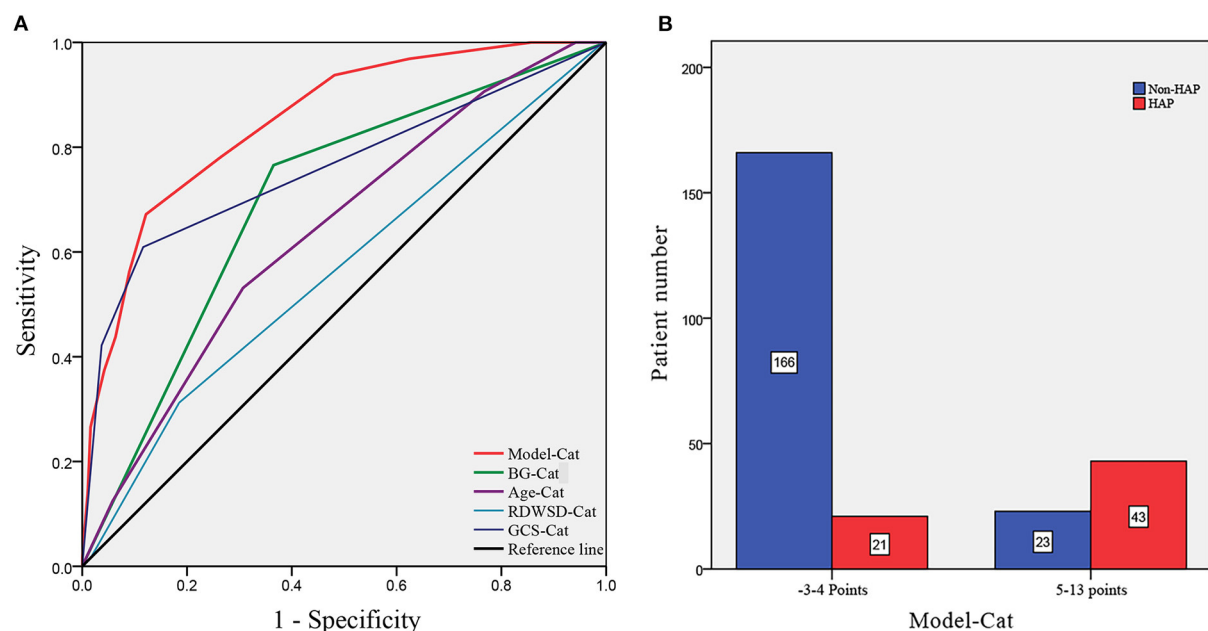 A
1.0
0.8
0.6
0.4
0.2
0.0
Sensitivity
0.0 0.2 0.4 0.6 0.8 1.0
1 - Specificity
Model-Cat
BG-Cat
Age-Cat
RDWSD-Cat
GCS-Cat
Reference line
B
200
150
100
50
0
Patient number
Non-HAP
HAP
166
21
23
43
-3-4 Points 5-13 points
Model-Cat